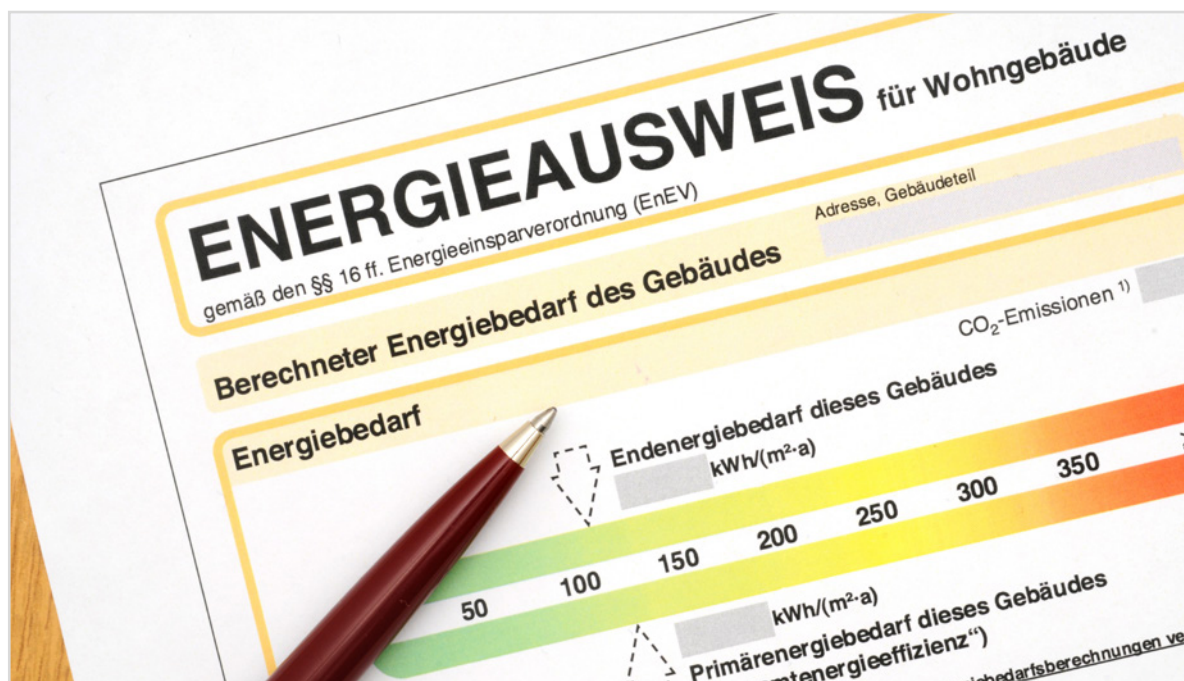 ENERGIEAUSWEIS für Wohngebäude
gemäß den §§ 16 ff. Energieeinsparverordnung (EnEV)
Berechneter Energiebedarf des Gebäudes
Adresse, Gebäudeteil
Energiebedarf
CO₂-Emissionen ¹⁾
Endenergiebedarf dieses Gebäudes
kWh/(m²·a)
50 100 150 200 250 300 350
kWh/(m²·a)
Primärenergiebedarf dieses Gebäudes